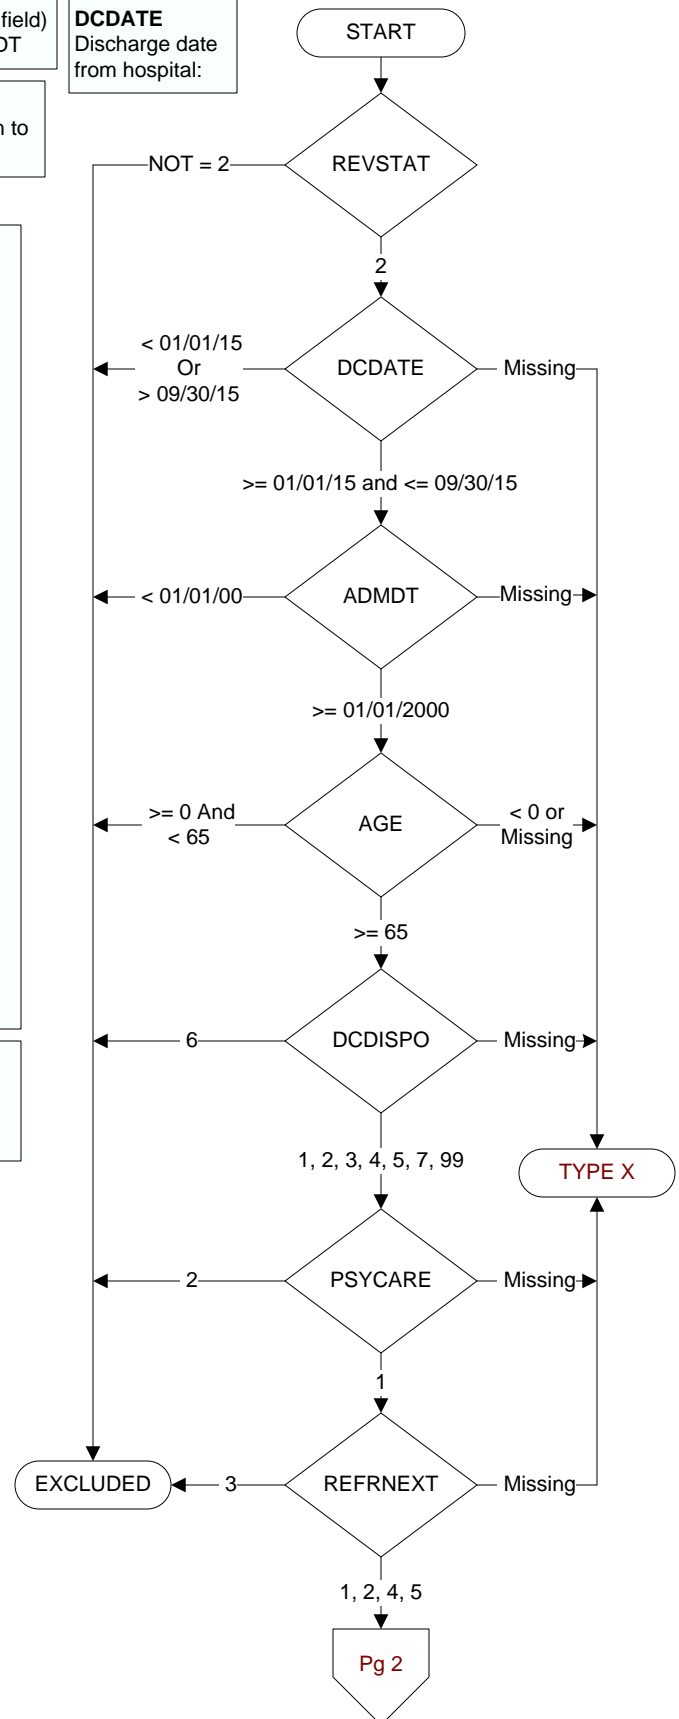 field)
DT
DCDATE
Discharge date
from hospital:
n to
START
REVSTAT
NOT = 2
2
DCDATE
< 01/01/15
Or
> 09/30/15
Missing
>= 01/01/15 and <= 09/30/15
ADMDT
< 01/01/00
Missing
>= 01/01/2000
AGE
>= 0 And
< 65
< 0 or
Missing
>= 65
DCDISPO
6
Missing
1, 2, 3, 4, 5, 7, 99
TYPE X
PSYCARE
2
Missing
1
REFRNEXT
EXCLUDED
3
Missing
1, 2, 4, 5
Pg 2